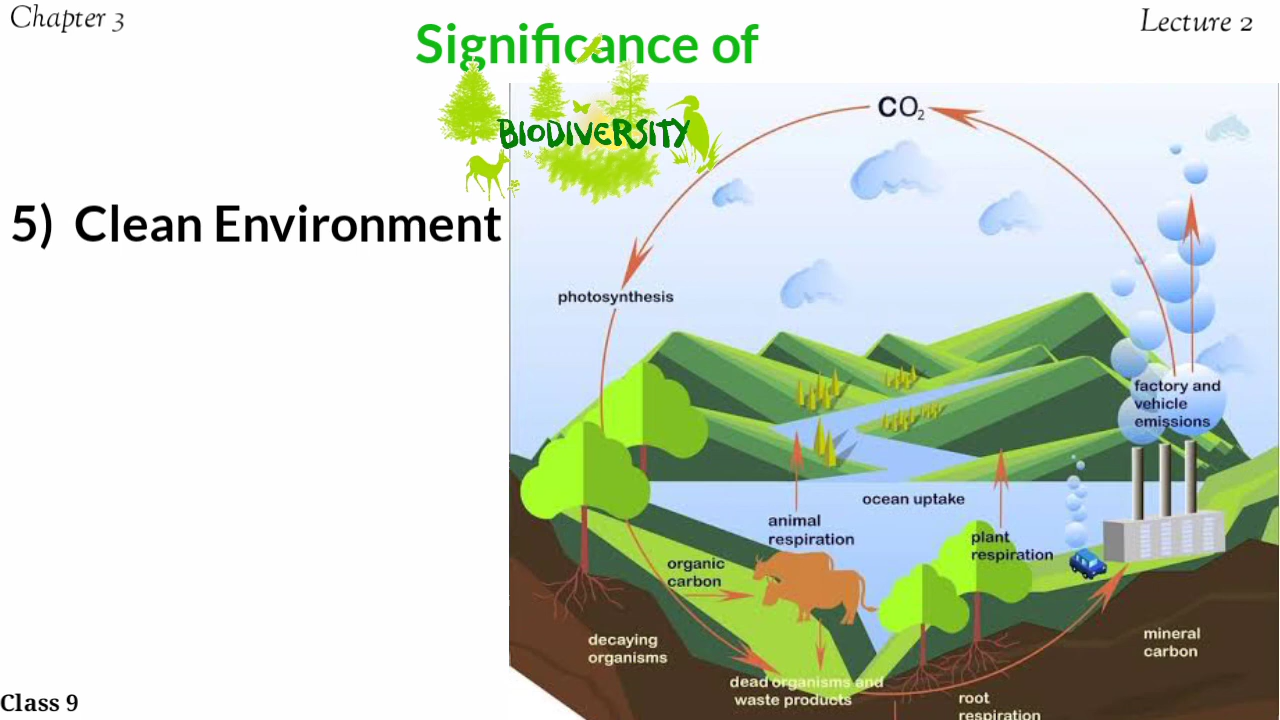 Chapter 3
Lecture 2
Significance of
BIODIVERSITY
5) Clean Environment
CO₂
photosynthesis
factory and
vehicle
emissions
ocean uptake
animal
respiration
plant
respiration
organic
carbon
decaying
organisms
mineral
carbon
dead organisms and
waste products
root
respiration
Class 9